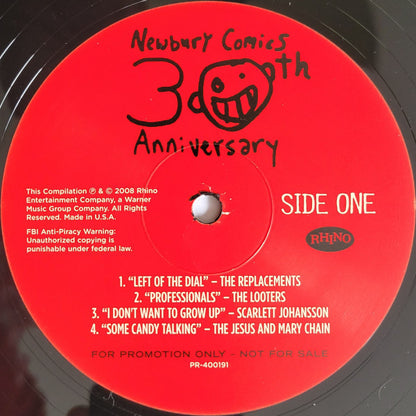 Newbury Comics
30th
Anniversary
This Compilation ℗ & © 2008 Rhino
Entertainment Company, a Warner
Music Group Company. All Rights
Reserved. Made in U.S.A.
FBI Anti-Piracy Warning:
Unauthorized copying is
punishable under federal law.
SIDE ONE
RHINO
1. “LEFT OF THE DIAL” – THE REPLACEMENTS
2. “PROFESSIONALS” – THE LOOTERS
3. “I DON’T WANT TO GROW UP” – SCARLETT JOHANSSON
4. “SOME CANDY TALKING” – THE JESUS AND MARY CHAIN
FOR PROMOTION ONLY – NOT FOR SALE
PR-400191